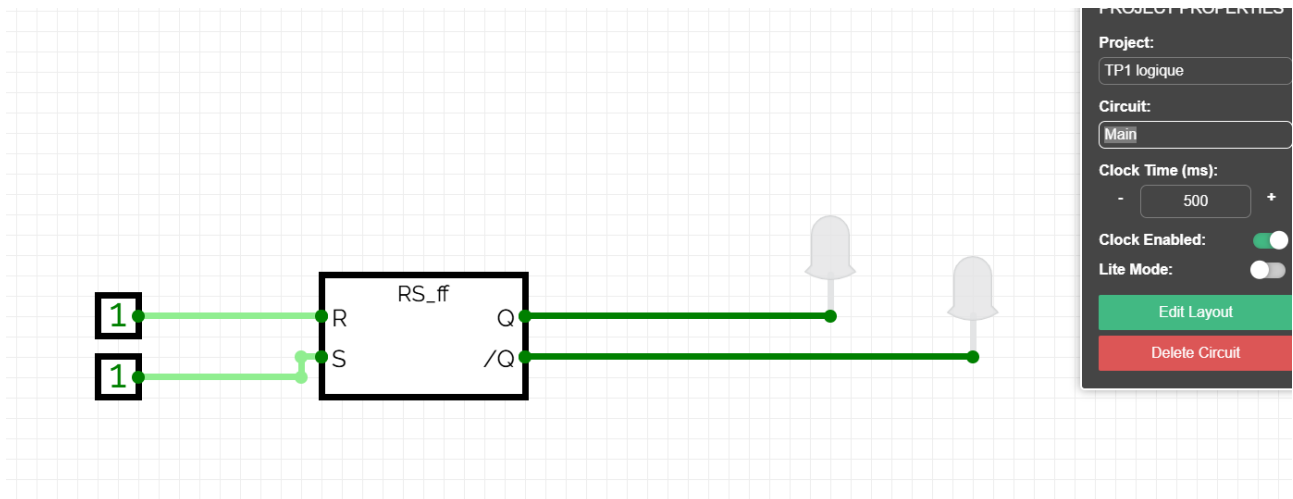 PROJECT PROPERTIES
Project:
TP1 logique
Circuit:
Main
Clock Time (ms):
- 500 +
Clock Enabled:
Lite Mode:
Edit Layout
Delete Circuit
RS_ff
1
R
Q
1
S
/Q